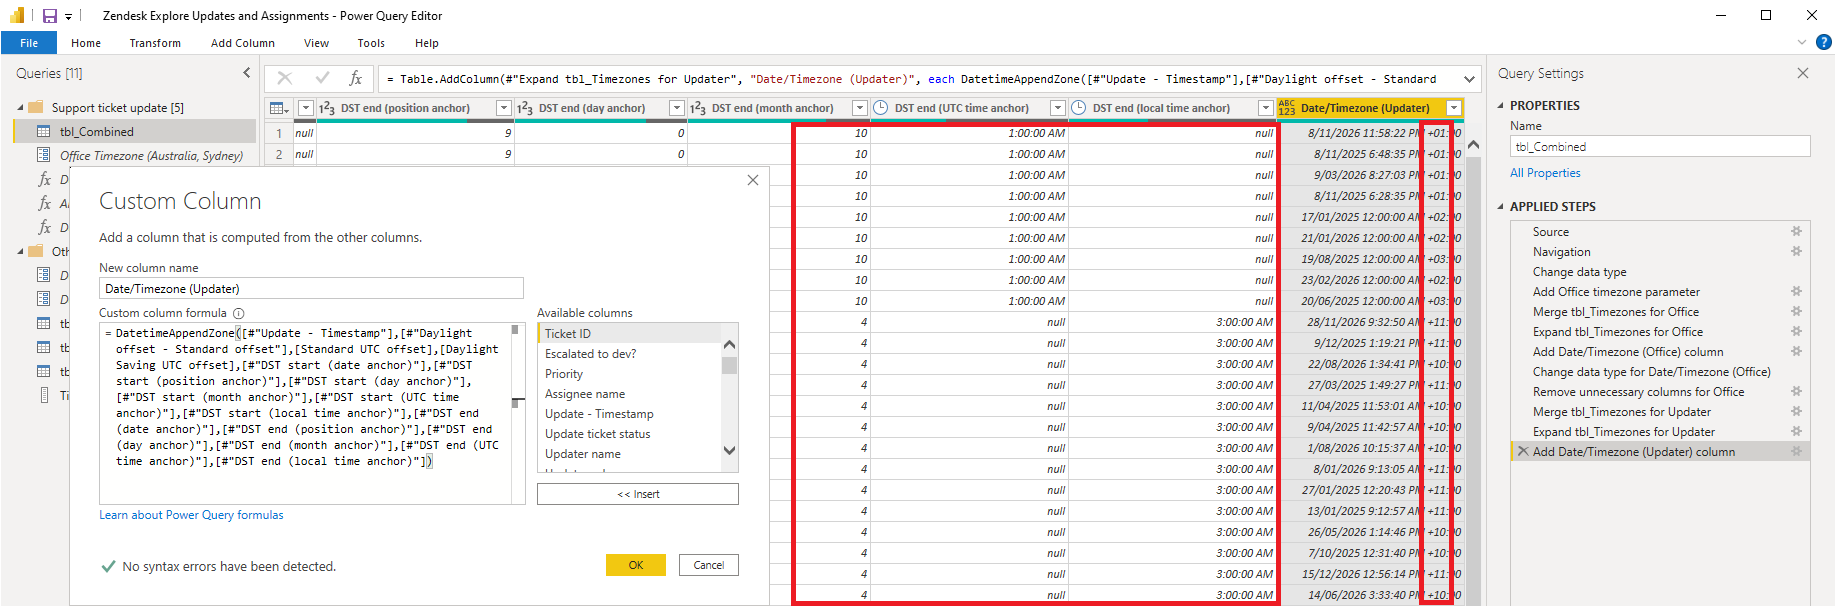 Zendesk Explore Updates and Assignments - Power Query Editor
File Home Transform Add Column View Tools Help
Queries [11]
Support ticket update [5]
tbl_Combined
Office Timezone (Australia, Sydney)
fx D
fx A
fx D
Oth
D
D
tb
tb
tb
Ti
fx = Table.AddColumn(#"Expand tbl_Timezones for Updater", "Date/Timezone (Updater)", each DatetimeAppendZone([#"Update - Timestamp"],[#"Daylight offset - Standard
1²3 DST end (position anchor) 1²3 DST end (day anchor) 1²3 DST end (month anchor) DST end (UTC time anchor) DST end (local time anchor) ABC 123 Date/Timezone (Updater)
1 null 9 0 10 1:00:00 AM null 8/11/2026 11:58:22 PM +01:00
2 null 9 0 10 1:00:00 AM null 8/11/2025 6:48:35 PM +01:00
10 1:00:00 AM null 9/03/2026 8:27:03 PM +01:00
10 1:00:00 AM null 8/11/2025 6:28:35 PM +01:00
10 1:00:00 AM null 17/01/2025 12:00:00 AM +02:00
10 1:00:00 AM null 21/01/2026 12:00:00 AM +02:00
10 1:00:00 AM null 19/08/2025 12:00:00 AM +03:00
10 1:00:00 AM null 23/02/2026 12:00:00 AM +02:00
10 1:00:00 AM null 20/06/2025 12:00:00 AM +03:00
4 null 3:00:00 AM 28/11/2026 9:32:50 AM +11:00
4 null 3:00:00 AM 9/12/2025 1:19:21 PM +11:00
4 null 3:00:00 AM 22/08/2026 1:34:41 PM +10:00
4 null 3:00:00 AM 27/03/2025 1:49:27 PM +11:00
4 null 3:00:00 AM 11/04/2025 11:53:01 AM +10:00
4 null 3:00:00 AM 9/04/2025 11:42:57 AM +10:00
4 null 3:00:00 AM 1/08/2026 10:15:37 AM +10:00
4 null 3:00:00 AM 8/01/2026 9:13:05 AM +11:00
4 null 3:00:00 AM 27/01/2025 12:20:43 PM +11:00
4 null 3:00:00 AM 13/01/2025 9:12:57 AM +11:00
4 null 3:00:00 AM 26/05/2026 1:14:46 PM +10:00
4 null 3:00:00 AM 7/10/2025 12:31:40 PM +10:00
4 null 3:00:00 AM 15/12/2026 12:56:14 PM +11:00
4 null 3:00:00 AM 14/06/2026 3:33:40 PM +10:00
Custom Column
Add a column that is computed from the other columns.
New column name
Date/Timezone (Updater)
Custom column formula
= DatetimeAppendZone([#"Update - Timestamp"],[#"Daylight
offset - Standard offset"],[Standard UTC offset],[Daylight
Saving UTC offset],[#"DST start (date anchor)"],[#"DST
start (position anchor)"],[#"DST start (day anchor)"],
[#"DST start (month anchor)"],[#"DST start (UTC time
anchor)"],[#"DST start (local time anchor)"],[#"DST end
(date anchor)"],[#"DST end (position anchor)"],[#"DST end
(day anchor)"],[#"DST end (month anchor)"],[#"DST end (UTC
time anchor)"],[#"DST end (local time anchor)"])
Available columns
Ticket ID
Escalated to dev?
Priority
Assignee name
Update - Timestamp
Update ticket status
Updater name
<< Insert
Learn about Power Query formulas
No syntax errors have been detected.
OK Cancel
Query Settings
PROPERTIES
Name
tbl_Combined
All Properties
APPLIED STEPS
Source
Navigation
Change data type
Add Office timezone parameter
Merge tbl_Timezones for Office
Expand tbl_Timezones for Office
Add Date/Timezone (Office) column
Change data type for Date/Timezone (Office)
Remove unnecessary columns for Office
Merge tbl_Timezones for Updater
Expand tbl_Timezones for Updater
Add Date/Timezone (Updater) column